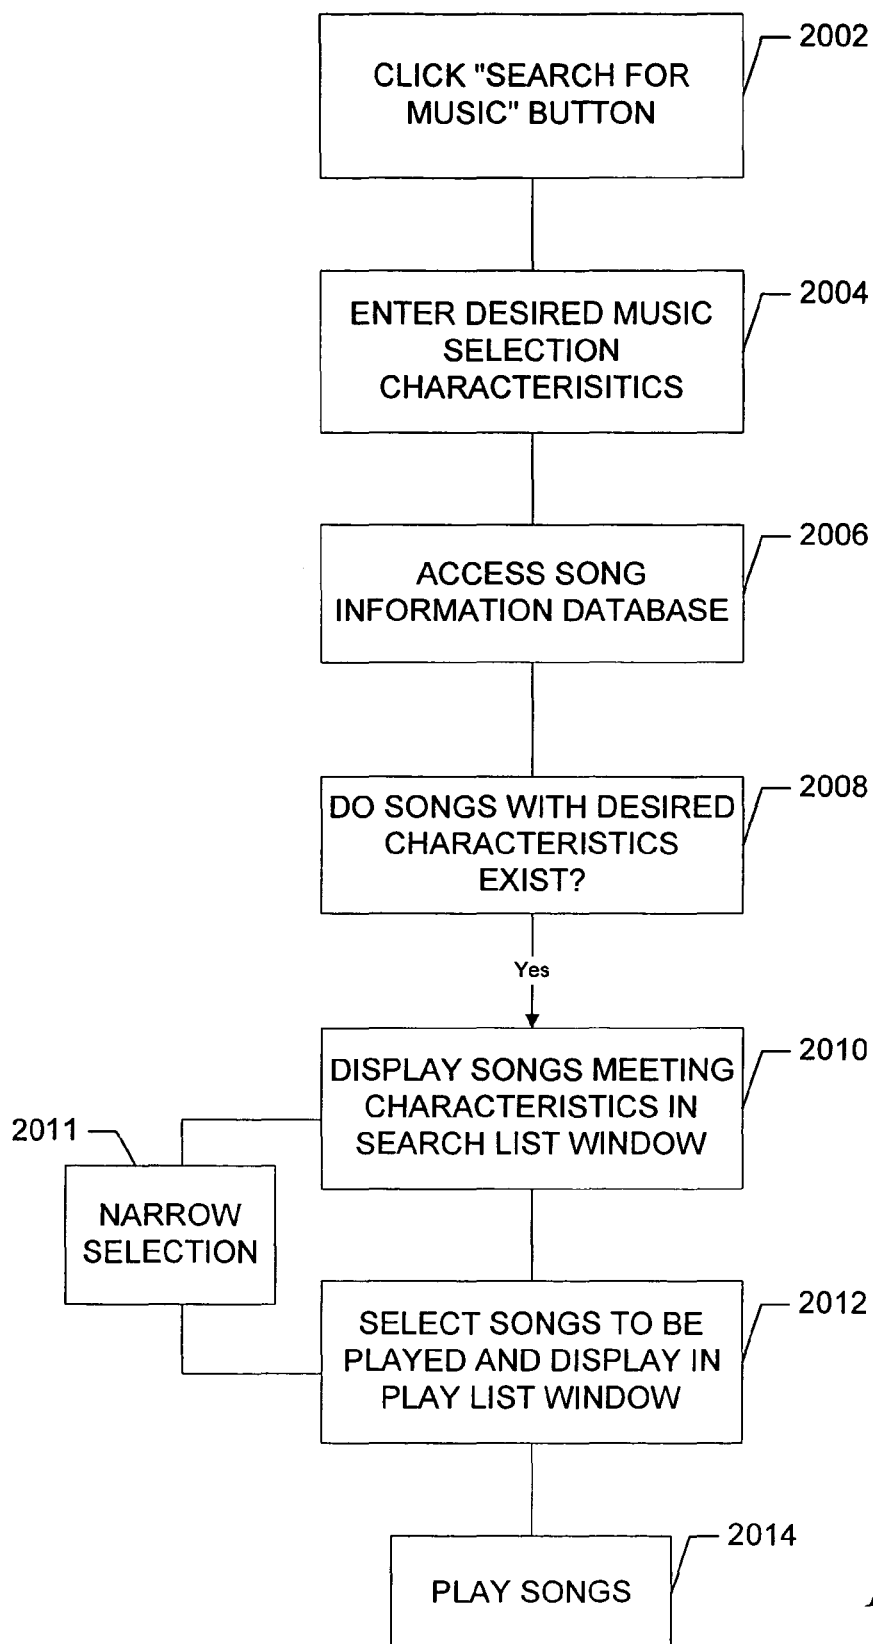 2002
CLICK "SEARCH FOR
MUSIC" BUTTON
2004
ENTER DESIRED MUSIC
SELECTION
CHARACTERISITICS
2006
ACCESS SONG
INFORMATION DATABASE
2008
DO SONGS WITH DESIRED
CHARACTERISTICS
EXIST?
Yes
2010
DISPLAY SONGS MEETING
CHARACTERISTICS IN
SEARCH LIST WINDOW
2011
NARROW
SELECTION
2012
SELECT SONGS TO BE
PLAYED AND DISPLAY IN
PLAY LIST WINDOW
2014
PLAY SONGS